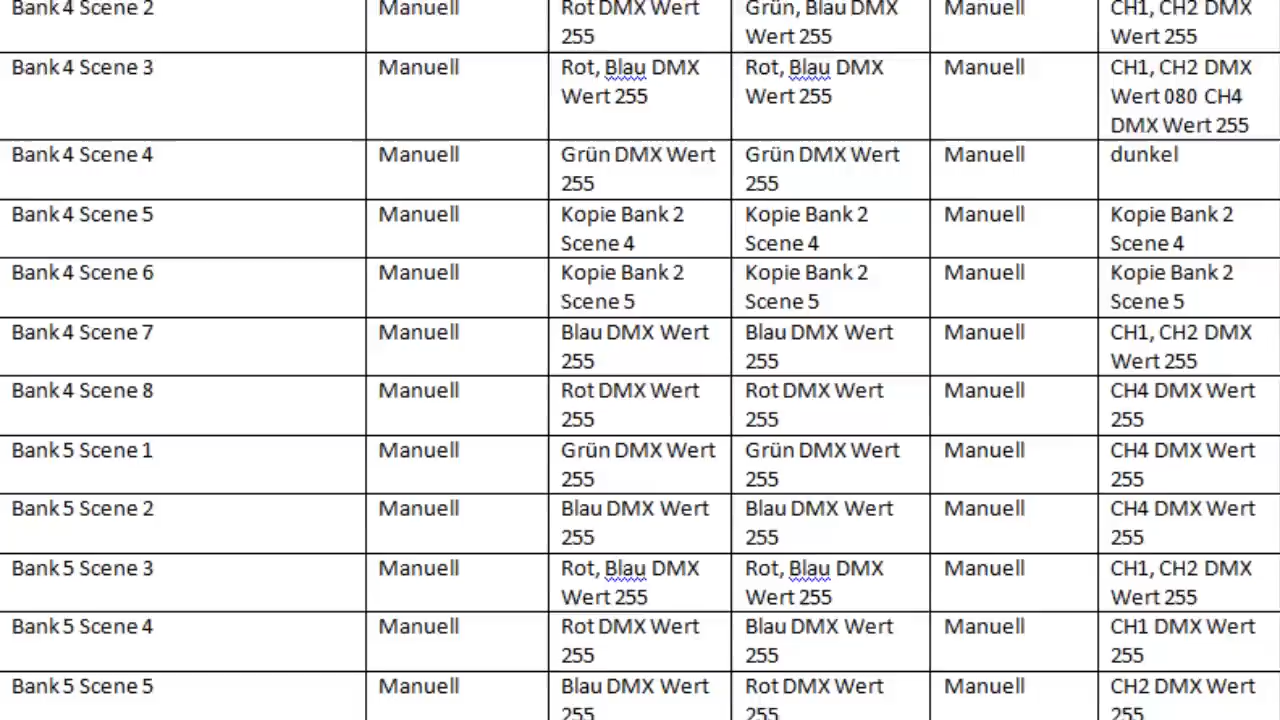 Bank 4 Scene 2 Manuell Rot DMX Wert Grün, Blau DMX Manuell CH1, CH2 DMX
255 Wert 255 Wert 255
Bank 4 Scene 3 Manuell Rot, Blau DMX Rot, Blau DMX Manuell CH1, CH2 DMX
Wert 255 Wert 255 Wert 080 CH4
DMX Wert 255
Bank 4 Scene 4 Manuell Grün DMX Wert Grün DMX Wert Manuell dunkel
255 255
Bank 4 Scene 5 Manuell Kopie Bank 2 Kopie Bank 2 Manuell Kopie Bank 2
Scene 4 Scene 4 Scene 4
Bank 4 Scene 6 Manuell Kopie Bank 2 Kopie Bank 2 Manuell Kopie Bank 2
Scene 5 Scene 5 Scene 5
Bank 4 Scene 7 Manuell Blau DMX Wert Blau DMX Wert Manuell CH1, CH2 DMX
255 255 Wert 255
Bank 4 Scene 8 Manuell Rot DMX Wert Rot DMX Wert Manuell CH4 DMX Wert
255 255 255
Bank 5 Scene 1 Manuell Grün DMX Wert Grün DMX Wert Manuell CH4 DMX Wert
255 255 255
Bank 5 Scene 2 Manuell Blau DMX Wert Blau DMX Wert Manuell CH4 DMX Wert
255 255 255
Bank 5 Scene 3 Manuell Rot, Blau DMX Rot, Blau DMX Manuell CH1, CH2 DMX
Wert 255 Wert 255 Wert 255
Bank 5 Scene 4 Manuell Rot DMX Wert Blau DMX Wert Manuell CH1 DMX Wert
255 255 255
Bank 5 Scene 5 Manuell Blau DMX Wert Rot DMX Wert Manuell CH2 DMX Wert
255 255 255